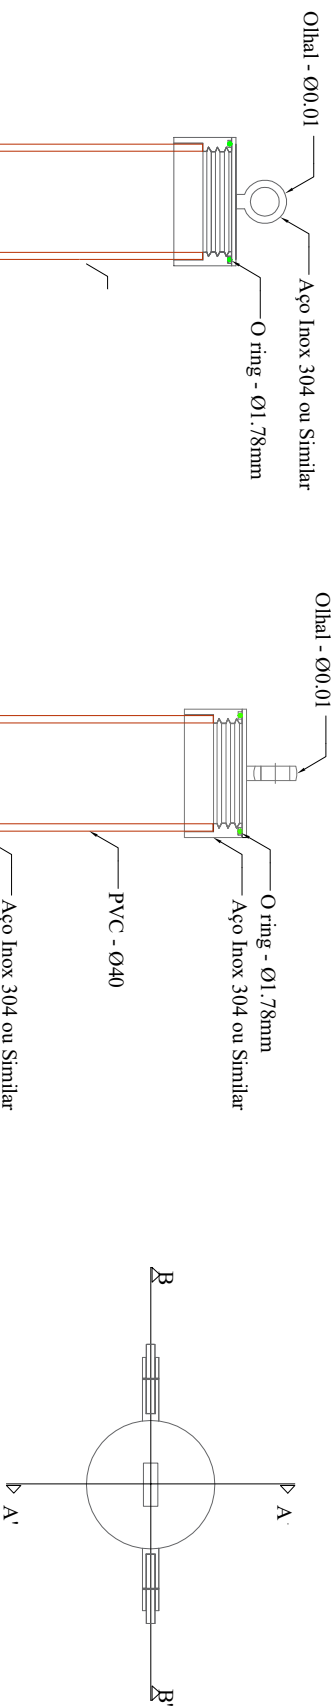 Olhal - Ø0.01
Aço Inox 304 ou Similar
O ring - Ø1.78mm
Olhal - Ø0.01
O ring - Ø1.78mm
Aço Inox 304 ou Similar
PVC - Ø40
Aço Inox 304 ou Similar
B
A
A'
B'